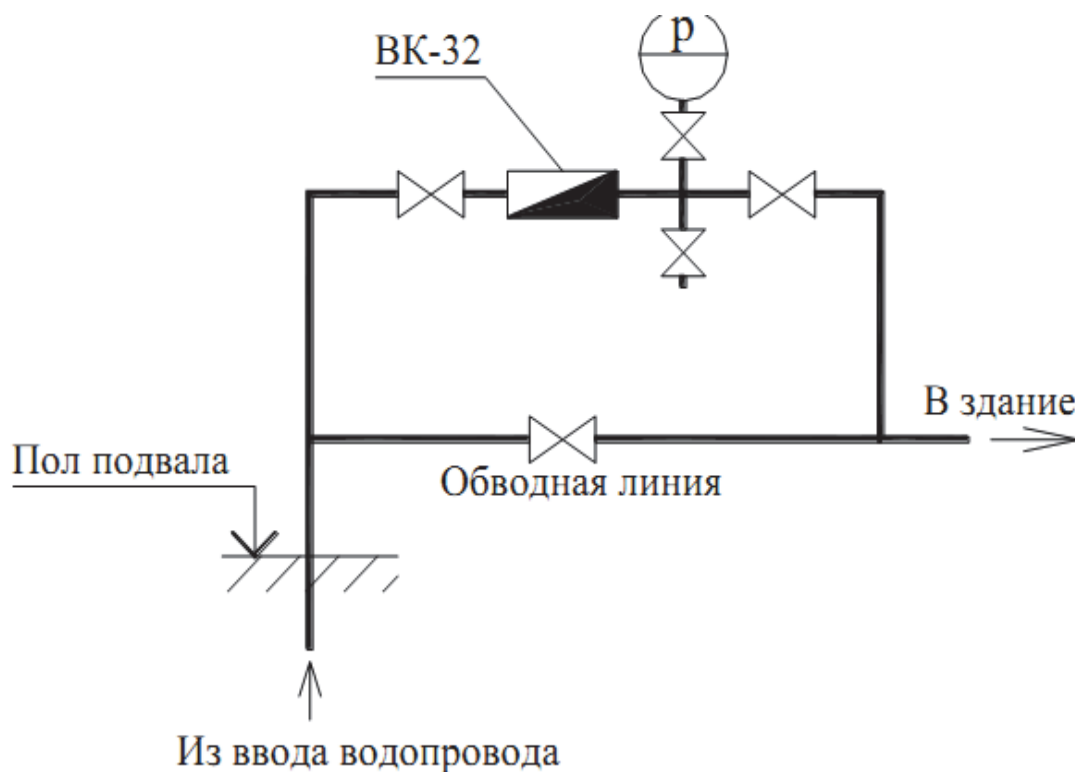 р
ВК-32
В здание
Пол подвала
Обводная линия
Из ввода водопровода